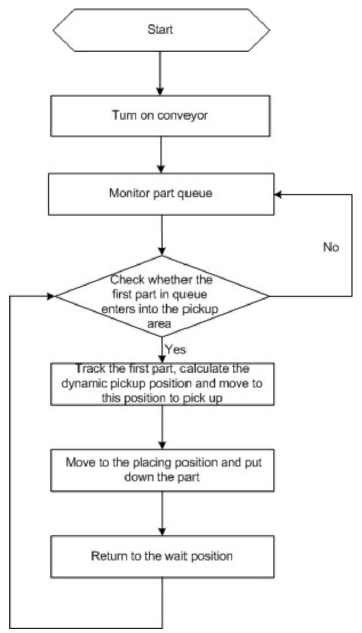 Start
Turn on conveyor
Monitor part queue
No
Check whether the
first part in queue
enters into the pickup
area
Yes
Track the first part, calculate the
dynamic pickup position and move to
this position to pick up
Move to the placing position and put
down the part
Return to the wait position